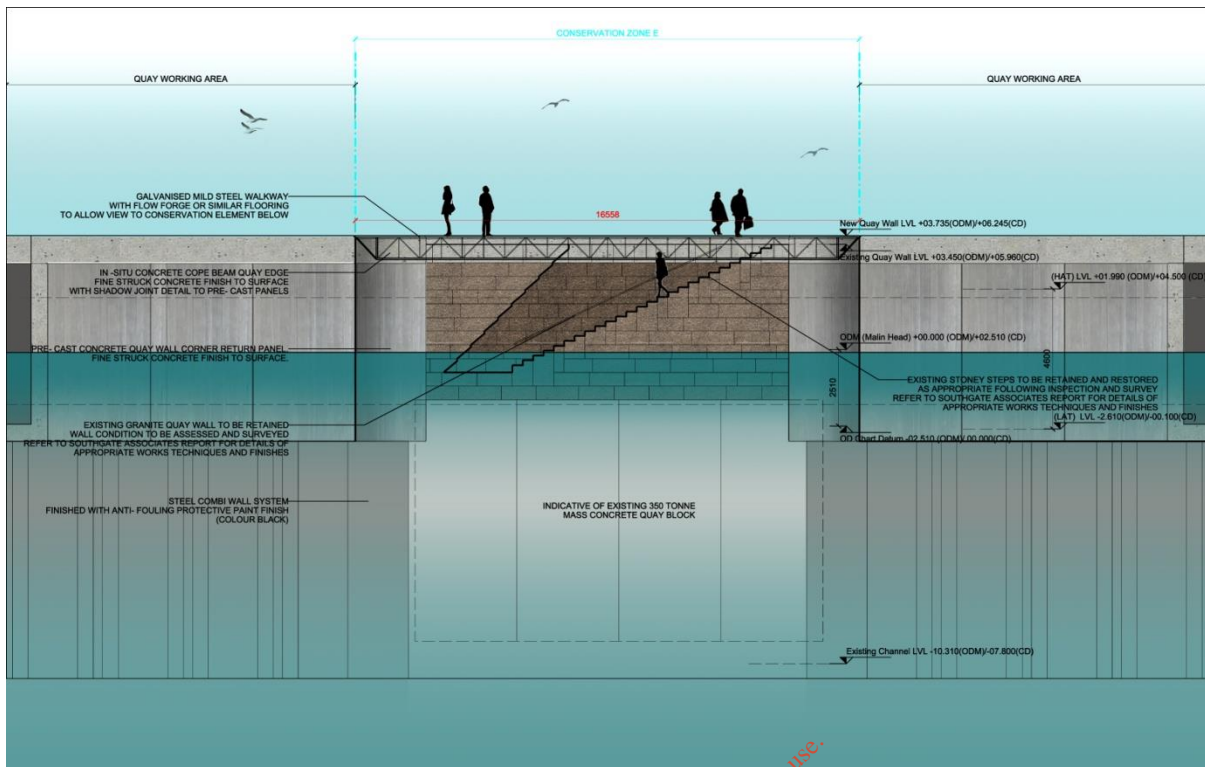 CONSERVATION ZONE E
QUAY WORKING AREA
QUAY WORKING AREA
GALVANISED MILD STEEL WALKWAY
WITH FLOW FORGE OR SIMILAR FLOORING
TO ALLOW VIEW TO CONSERVATION ELEMENT BELOW
16558
New Quay Wall LVL +03.735(ODM)/+06.245(CD)
Existing Quay Wall LVL +03.450(ODM)/+05.960(CD)
IN -SITU CONCRETE COPE BEAM QUAY EDGE
FINE STRUCK CONCRETE FINISH TO SURFACE
WITH SHADOW JOINT DETAIL TO PRE- CAST PANELS
(HAT) LVL +01.990 (ODM)/+04.500 (CD)
ODM (Malin Head) +00.000 (ODM)/+02.510 (CD)
PRE- CAST CONCRETE QUAY WALL CORNER RETURN PANEL.
FINE STRUCK CONCRETE FINISH TO SURFACE.
4600
2510
EXISTING STONEY STEPS TO BE RETAINED AND RESTORED
AS APPROPRIATE FOLLOWING INSPECTION AND SURVEY
REFER TO SOUTHGATE ASSOCIATES REPORT FOR DETAILS OF
APPROPRIATE WORKS TECHNIQUES AND FINISHES
(LAT) LVL -2.610(ODM)/-00.100(CD)
EXISTING GRANITE QUAY WALL TO BE RETAINED
WALL CONDITION TO BE ASSESSED AND SURVEYED
REFER TO SOUTHGATE ASSOCIATES REPORT FOR DETAILS OF
APPROPRIATE WORKS TECHNIQUES AND FINISHES
OD Chart Datum -02.510 (ODM)/ 00.000(CD)
STEEL COMBI WALL SYSTEM
FINISHED WITH ANTI- FOULING PROTECTIVE PAINT FINISH
(COLOUR BLACK)
INDICATIVE OF EXISTING 350 TONNE
MASS CONCRETE QUAY BLOCK
Existing Channel LVL -10.310(ODM)/-07.800(CD)
use.